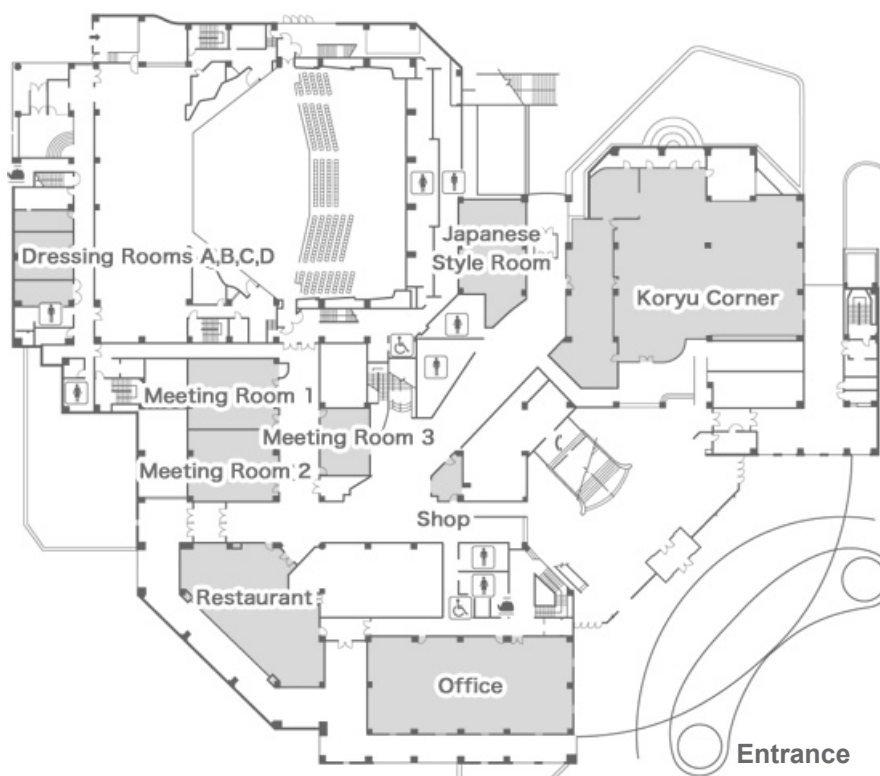 Dressing Rooms A,B,C,D
Japanese
Style Room
Koryu Corner
Meeting Room 1
Meeting Room 3
Meeting Room 2
Shop
Restaurant
Office
Entrance